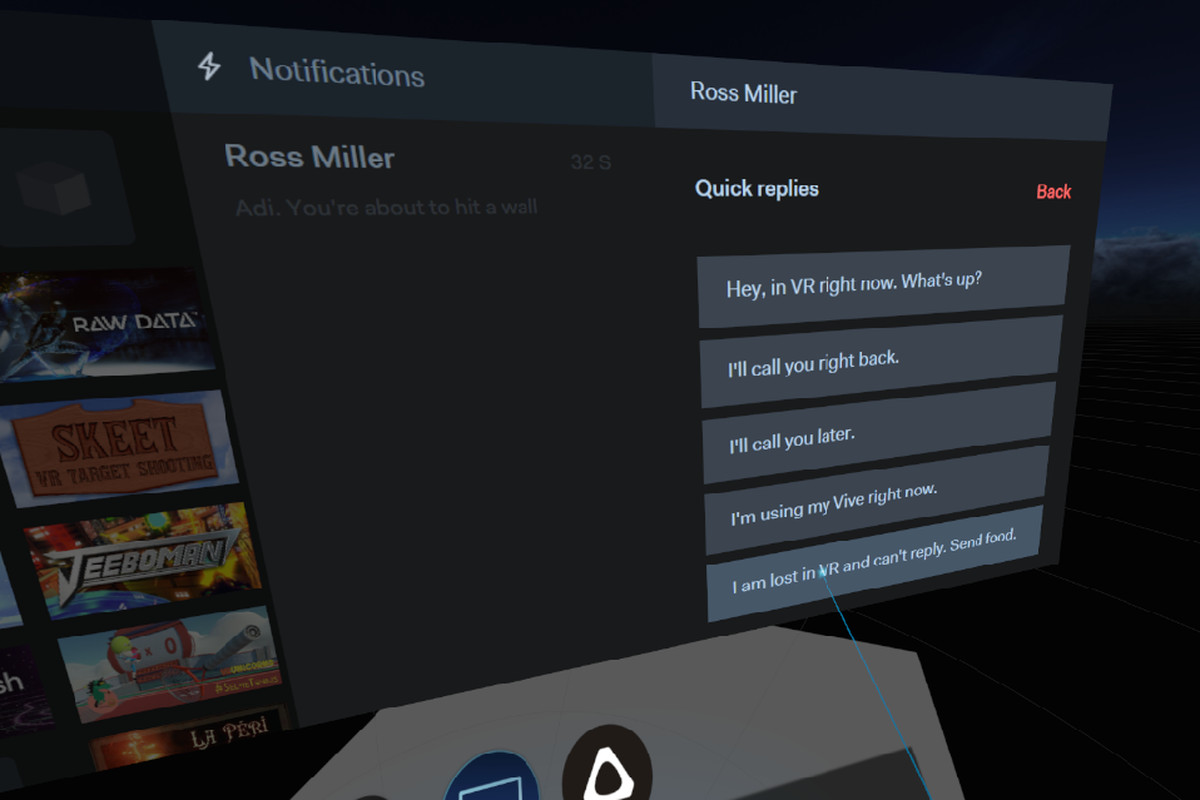 Notifications
Ross Miller
Ross Miller
32 S
Adi. You're about to hit a wall
Quick replies
Back
Hey, in VR right now. What's up?
I'll call you right back.
I'll call you later.
I'm using my Vive right now.
I am lost in VR and can't reply. Send food.
RAW DATA
SKEET
VR TARGET SHOOTING
JEEBOMAN
x 0
sh
LA PÉRI